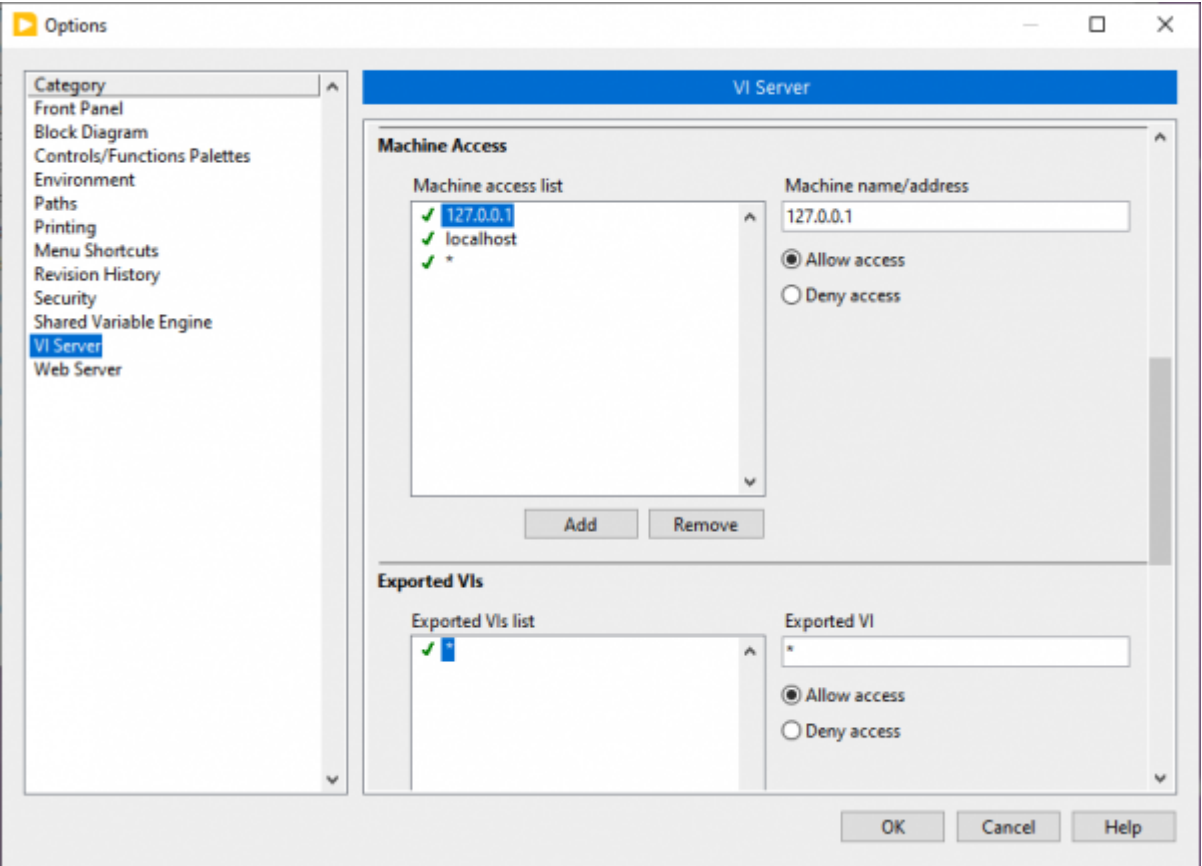 Options
Category
Front Panel
Block Diagram
Controls/Functions Palettes
Environment
Paths
Printing
Menu Shortcuts
Revision History
Security
Shared Variable Engine
VI Server
Web Server
VI Server
Machine Access
Machine access list
127.0.0.1
localhost
*
Add
Remove
Machine name/address
127.0.0.1
Allow access
Deny access
Exported VIs
Exported VIs list
*
Exported VI
*
Allow access
Deny access
OK
Cancel
Help